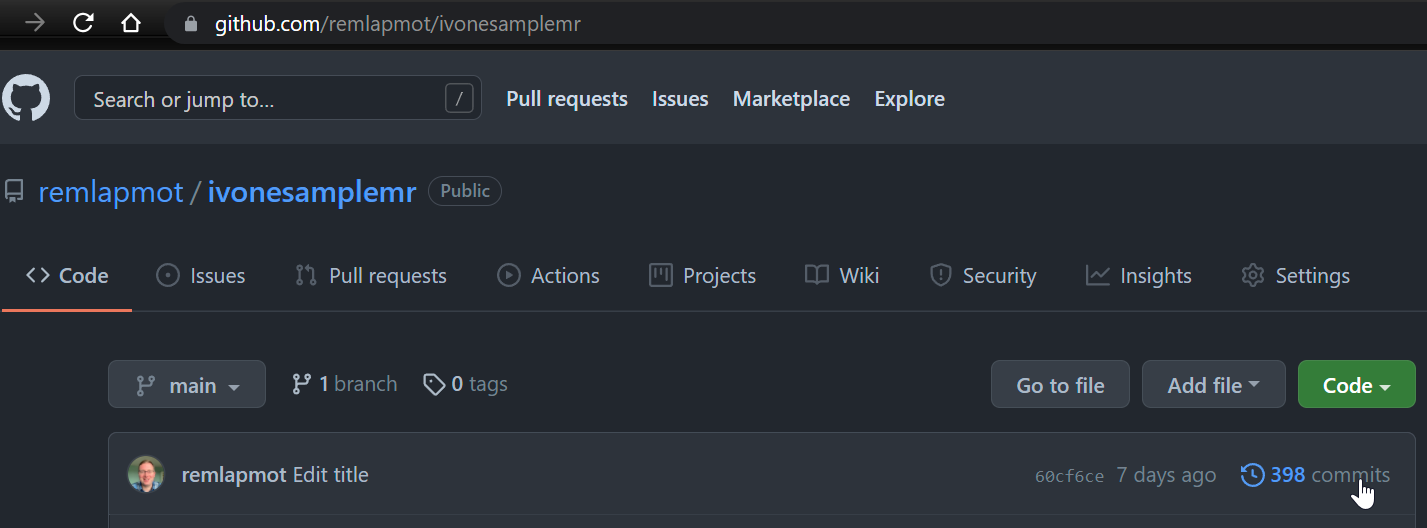 github.com/remlapmot/ivonesamplemr
Search or jump to... / Pull requests Issues Marketplace Explore
remlapmot / ivonesamplemr Public
Code Issues Pull requests Actions Projects Wiki Security Insights Settings
main 1 branch 0 tags Go to file Add file Code
remlapmot Edit title 60cf6ce 7 days ago 398 commits